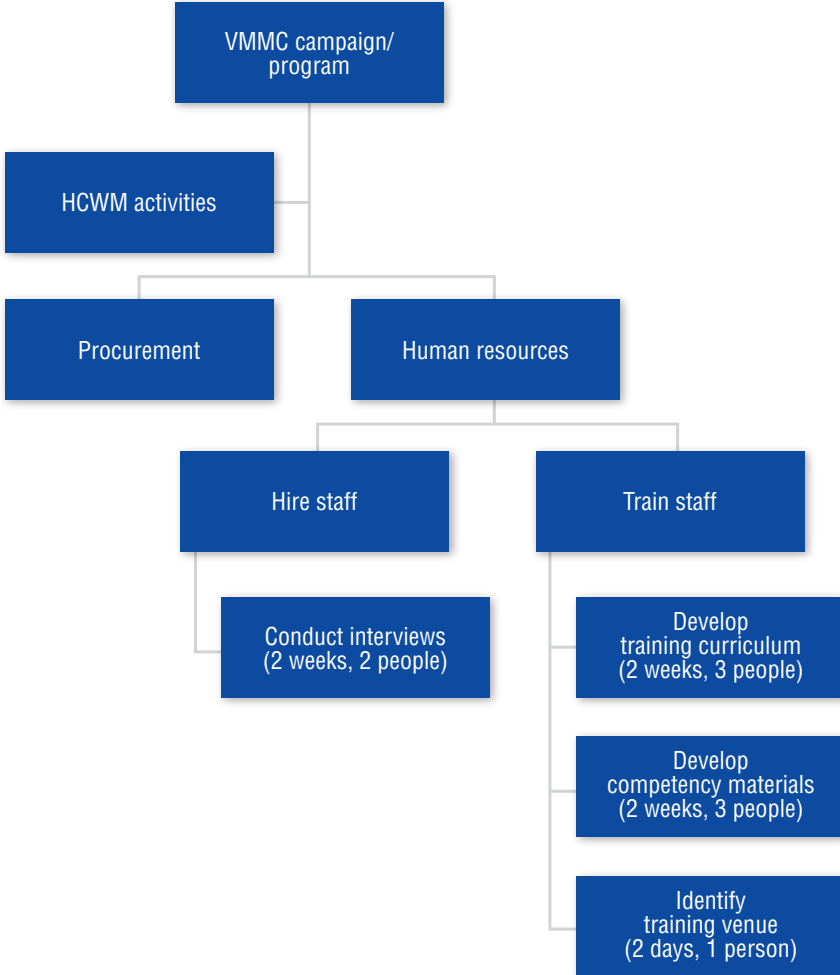 VMMC campaign/
program
HCWM activities
Procurement
Human resources
Hire staff
Train staff
Conduct interviews
(2 weeks, 2 people)
Develop
training curriculum
(2 weeks, 3 people)
Develop
competency materials
(2 weeks, 3 people)
Identify
training venue
(2 days, 1 person)